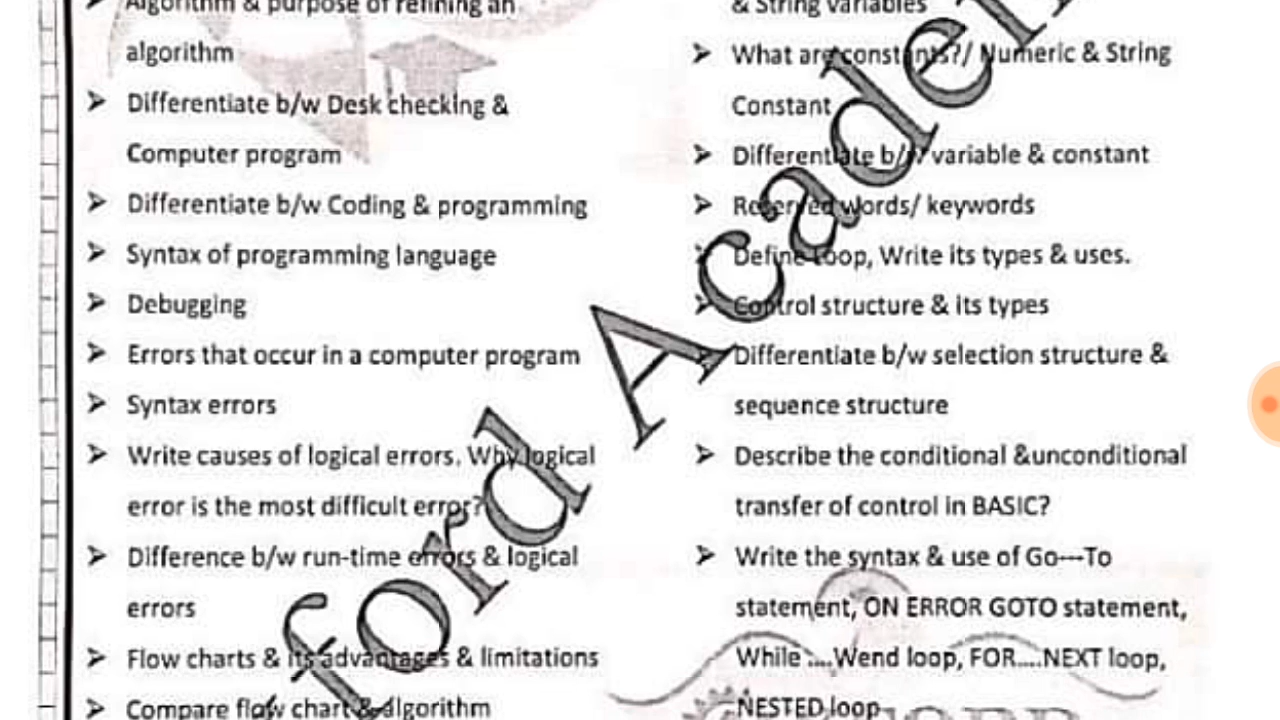 ➤ Algorithm & purpose of refining an
algorithm
➤ Differentiate b/w Desk checking &
Computer program
➤ Differentiate b/w Coding & programming
➤ Syntax of programming language
➤ Debugging
➤ Errors that occur in a computer program
➤ Syntax errors
➤ Write causes of logical errors. Why logical
error is the most difficult error?
➤ Difference b/w run-time errors & logical
errors
➤ Flow charts & its advantages & limitations
➤ Compare flow chart & algorithm
& String variables
➤ What are constants?/ Numeric & String
Constant
➤ Differentiate b/w variable & constant
➤ Reserved words/ keywords
➤ Define Loop, Write its types & uses.
➤ Control structure & its types
➤ Differentiate b/w selection structure &
sequence structure
➤ Describe the conditional &unconditional
transfer of control in BASIC?
➤ Write the syntax & use of Go---To
statement, ON ERROR GOTO statement,
While ....Wend loop, FOR....NEXT loop,
NESTED loop
ford Academ